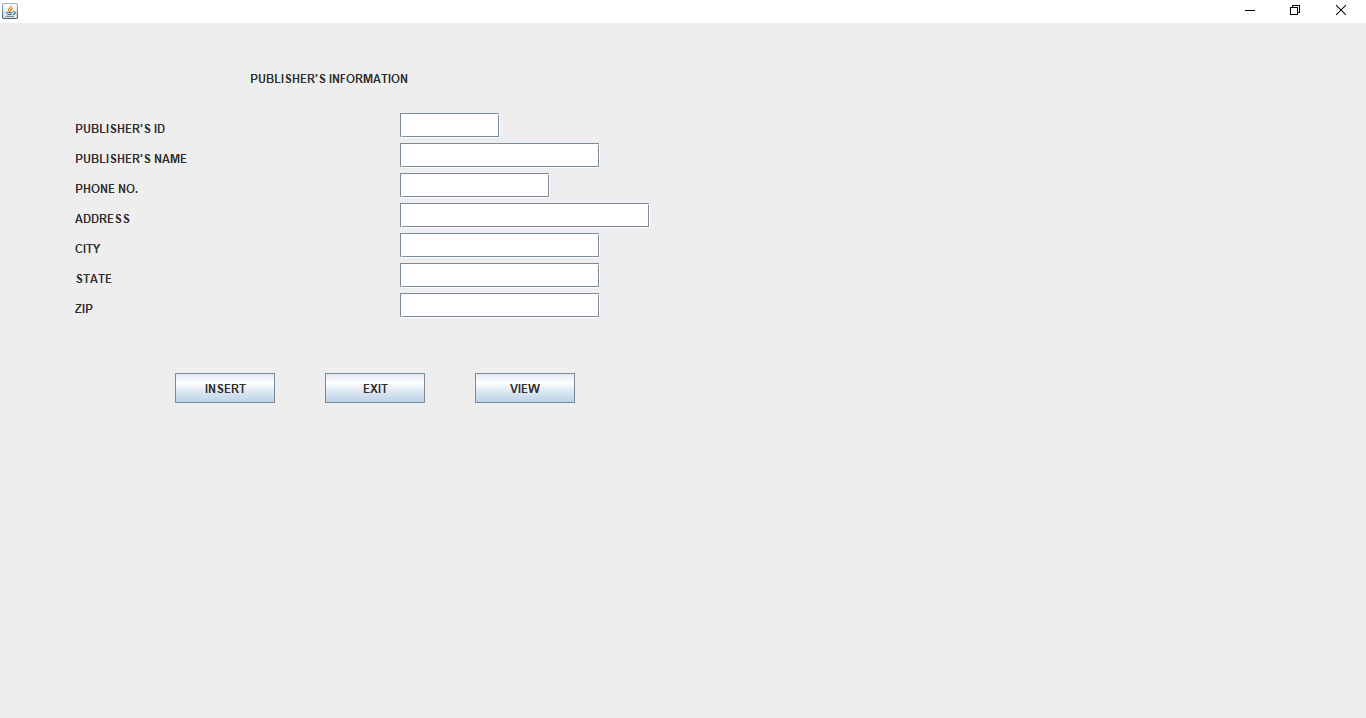 PUBLISHER'S INFORMATION
PUBLISHER'S ID
PUBLISHER'S NAME
PHONE NO.
ADDRESS
CITY
STATE
ZIP
INSERT EXIT VIEW